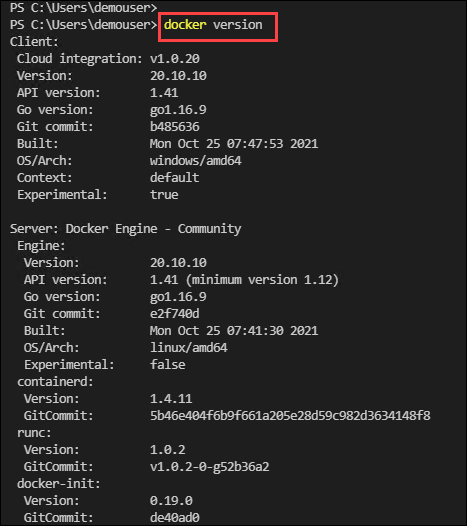 PS C:\Users\demouser>
PS C:\Users\demouser> docker version
Client:
 Cloud integration: v1.0.20
 Version:           20.10.10
 API version:       1.41
 Go version:        go1.16.9
 Git commit:        b485636
 Built:             Mon Oct 25 07:47:53 2021
 OS/Arch:           windows/amd64
 Context:           default
 Experimental:      true

Server: Docker Engine - Community
 Engine:
  Version:          20.10.10
  API version:      1.41 (minimum version 1.12)
  Go version:       go1.16.9
  Git commit:       e2f740d
  Built:            Mon Oct 25 07:41:30 2021
  OS/Arch:          linux/amd64
  Experimental:     false
 containerd:
  Version:          1.4.11
  GitCommit:        5b46e404f6b9f661a205e28d59c982d3634148f8
 runc:
  Version:          1.0.2
  GitCommit:        v1.0.2-0-g52b36a2
 docker-init:
  Version:          0.19.0
  GitCommit:        de40ad0